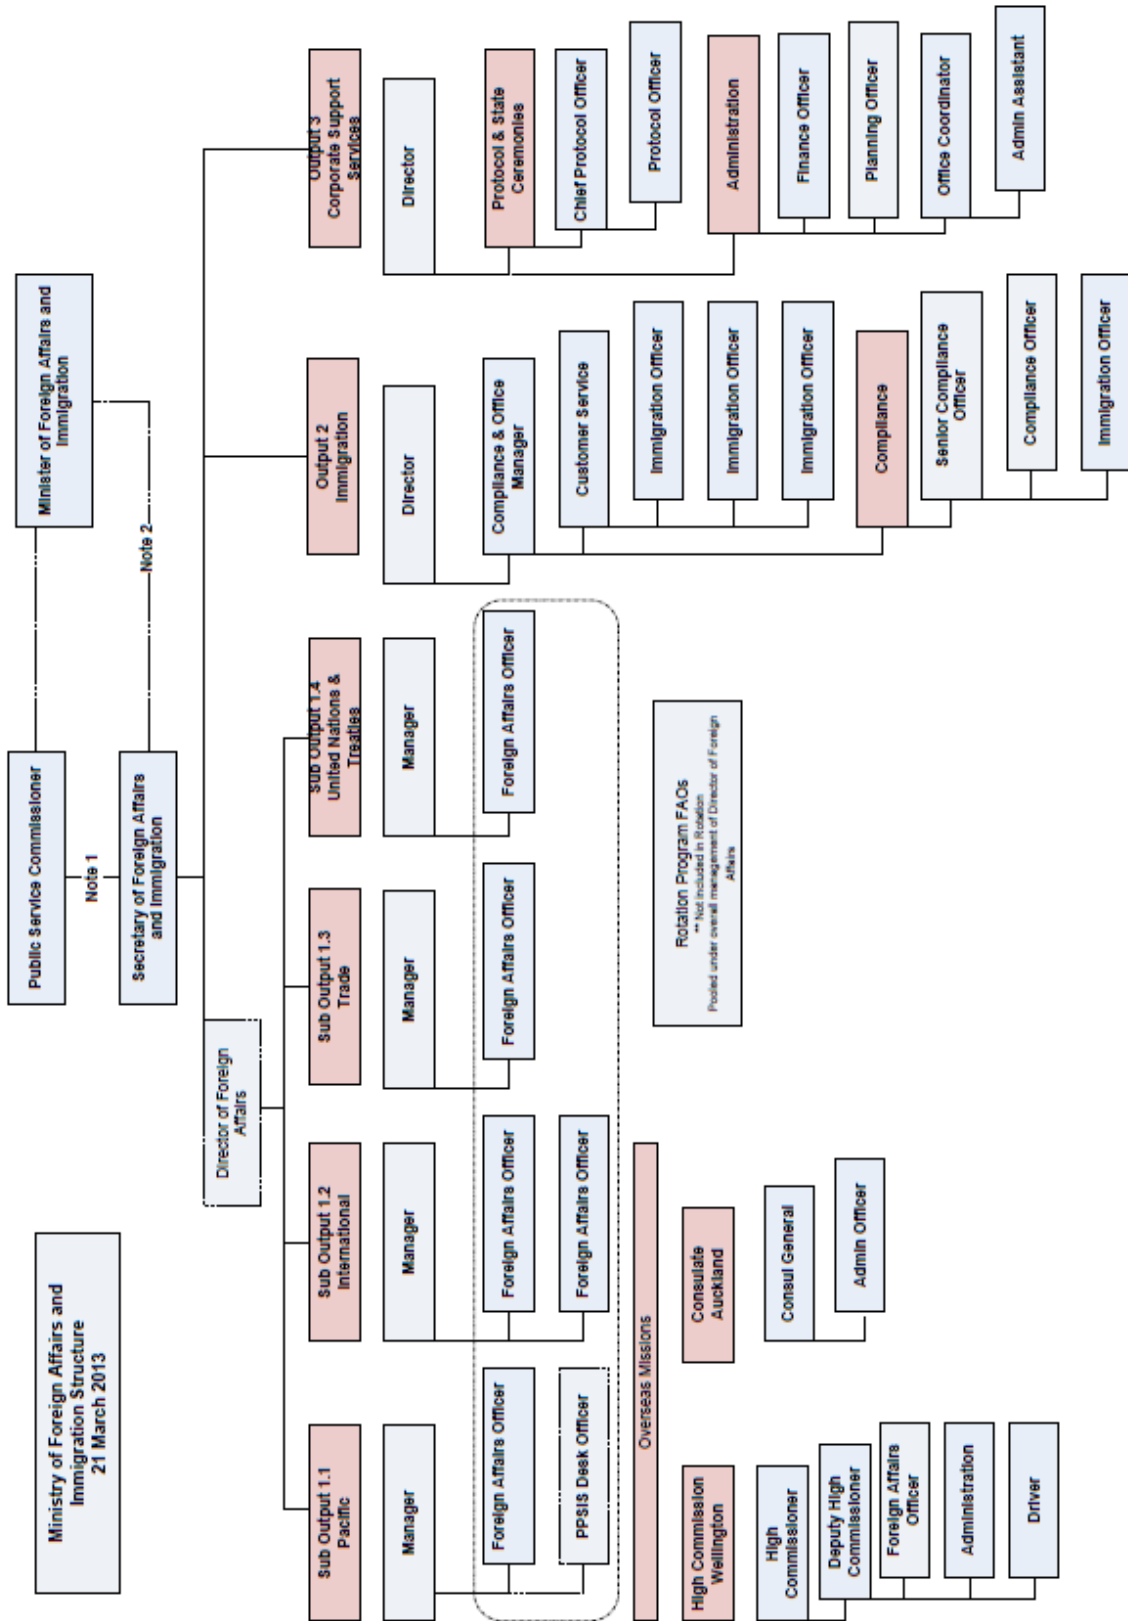 Ministry of Foreign Affairs and
Immigration Structure
21 March 2013
Public Service Commissioner
Minister of Foreign Affairs and
Immigration
Note 1
Note 2
Secretary of Foreign Affairs
and Immigration
Director of Foreign
Affairs
Sub Output 1.1
Pacific
Sub Output 1.2
International
Sub Output 1.3
Trade
Sub Output 1.4
United Nations &
Treaties
Output 2
Immigration
Output 3
Corporate Support
Services
Manager
Manager
Manager
Manager
Director
Director
Foreign Affairs Officer
PPSIS Desk Officer
Foreign Affairs Officer
Foreign Affairs Officer
Foreign Affairs Officer
Foreign Affairs Officer
Compliance & Office
Manager
Customer Service
Immigration Officer
Immigration Officer
Immigration Officer
Compliance
Senior Compliance
Officer
Compliance Officer
Immigration Officer
Protocol & State
Ceremonies
Chief Protocol Officer
Protocol Officer
Administration
Finance Officer
Planning Officer
Office Coordinator
Admin Assistant
Overseas Missions
Rotation Program FAOs
** Not included in Rotation
Pooled under overall management of Director of Foreign
Affairs
High Commission
Wellington
High
Commissioner
Deputy High
Commissioner
Foreign Affairs
Officer
Administration
Driver
Consulate
Auckland
Consul General
Admin Officer